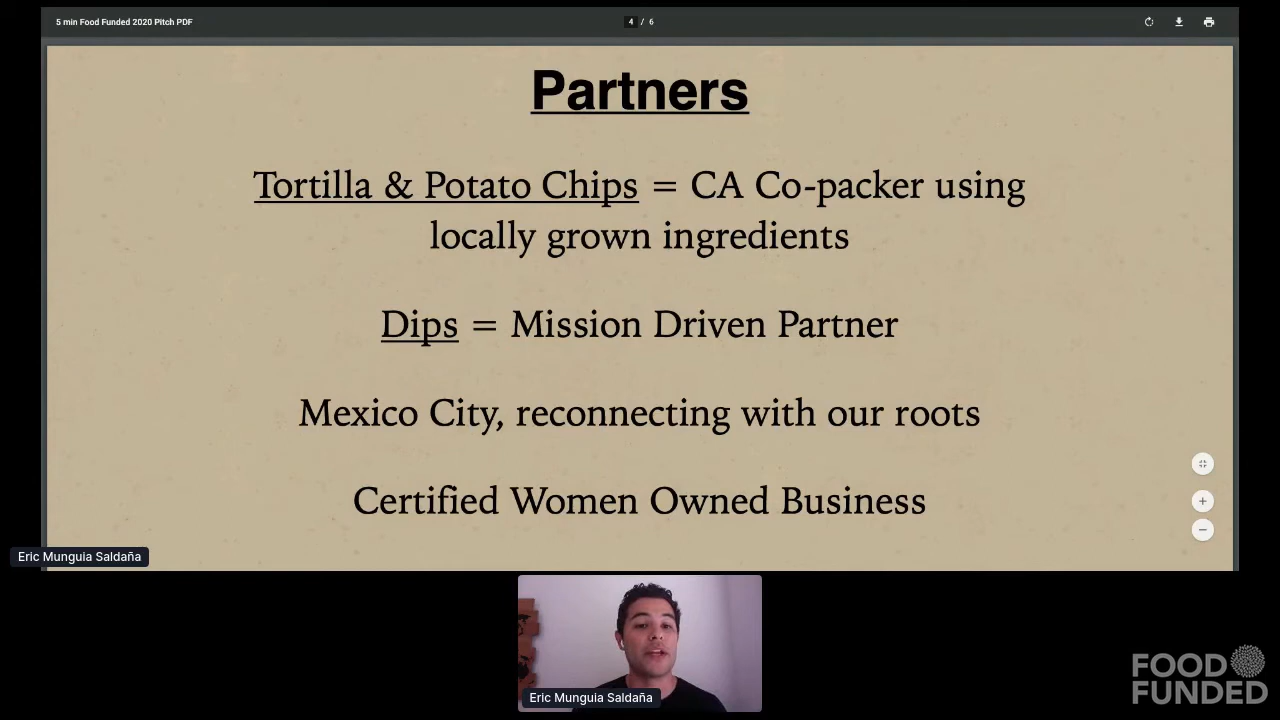 5 min Food Funded 2020 Pitch PDF
4 / 6
Partners
Tortilla & Potato Chips = CA Co-packer using
locally grown ingredients
Dips = Mission Driven Partner
Mexico City, reconnecting with our roots
Certified Women Owned Business
Eric Munguia Saldaña
Eric Munguia Saldaña
FOOD
FUNDED